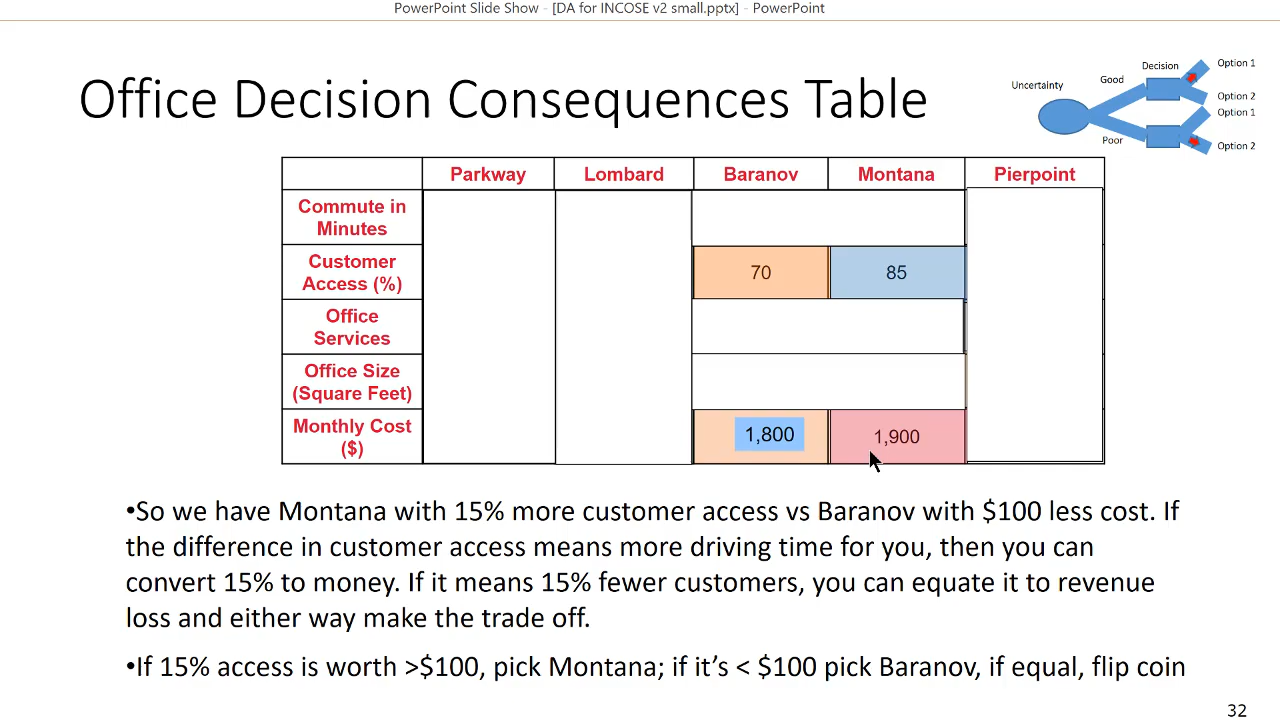 PowerPoint Slide Show - [DA for INCOSE v2 small.pptx] - PowerPoint
Office Decision Consequences Table
Uncertainty
Good
Poor
Decision
Option 1
Option 2
Option 1
Option 2
Parkway Lombard Baranov Montana Pierpoint
Commute in
Minutes
Customer
Access (%)
70 85
Office
Services
Office Size
(Square Feet)
Monthly Cost
($)
1,800 1,900
•So we have Montana with 15% more customer access vs Baranov with $100 less cost. If
the difference in customer access means more driving time for you, then you can
convert 15% to money. If it means 15% fewer customers, you can equate it to revenue
loss and either way make the trade off.
•If 15% access is worth >$100, pick Montana; if it's < $100 pick Baranov, if equal, flip coin
32